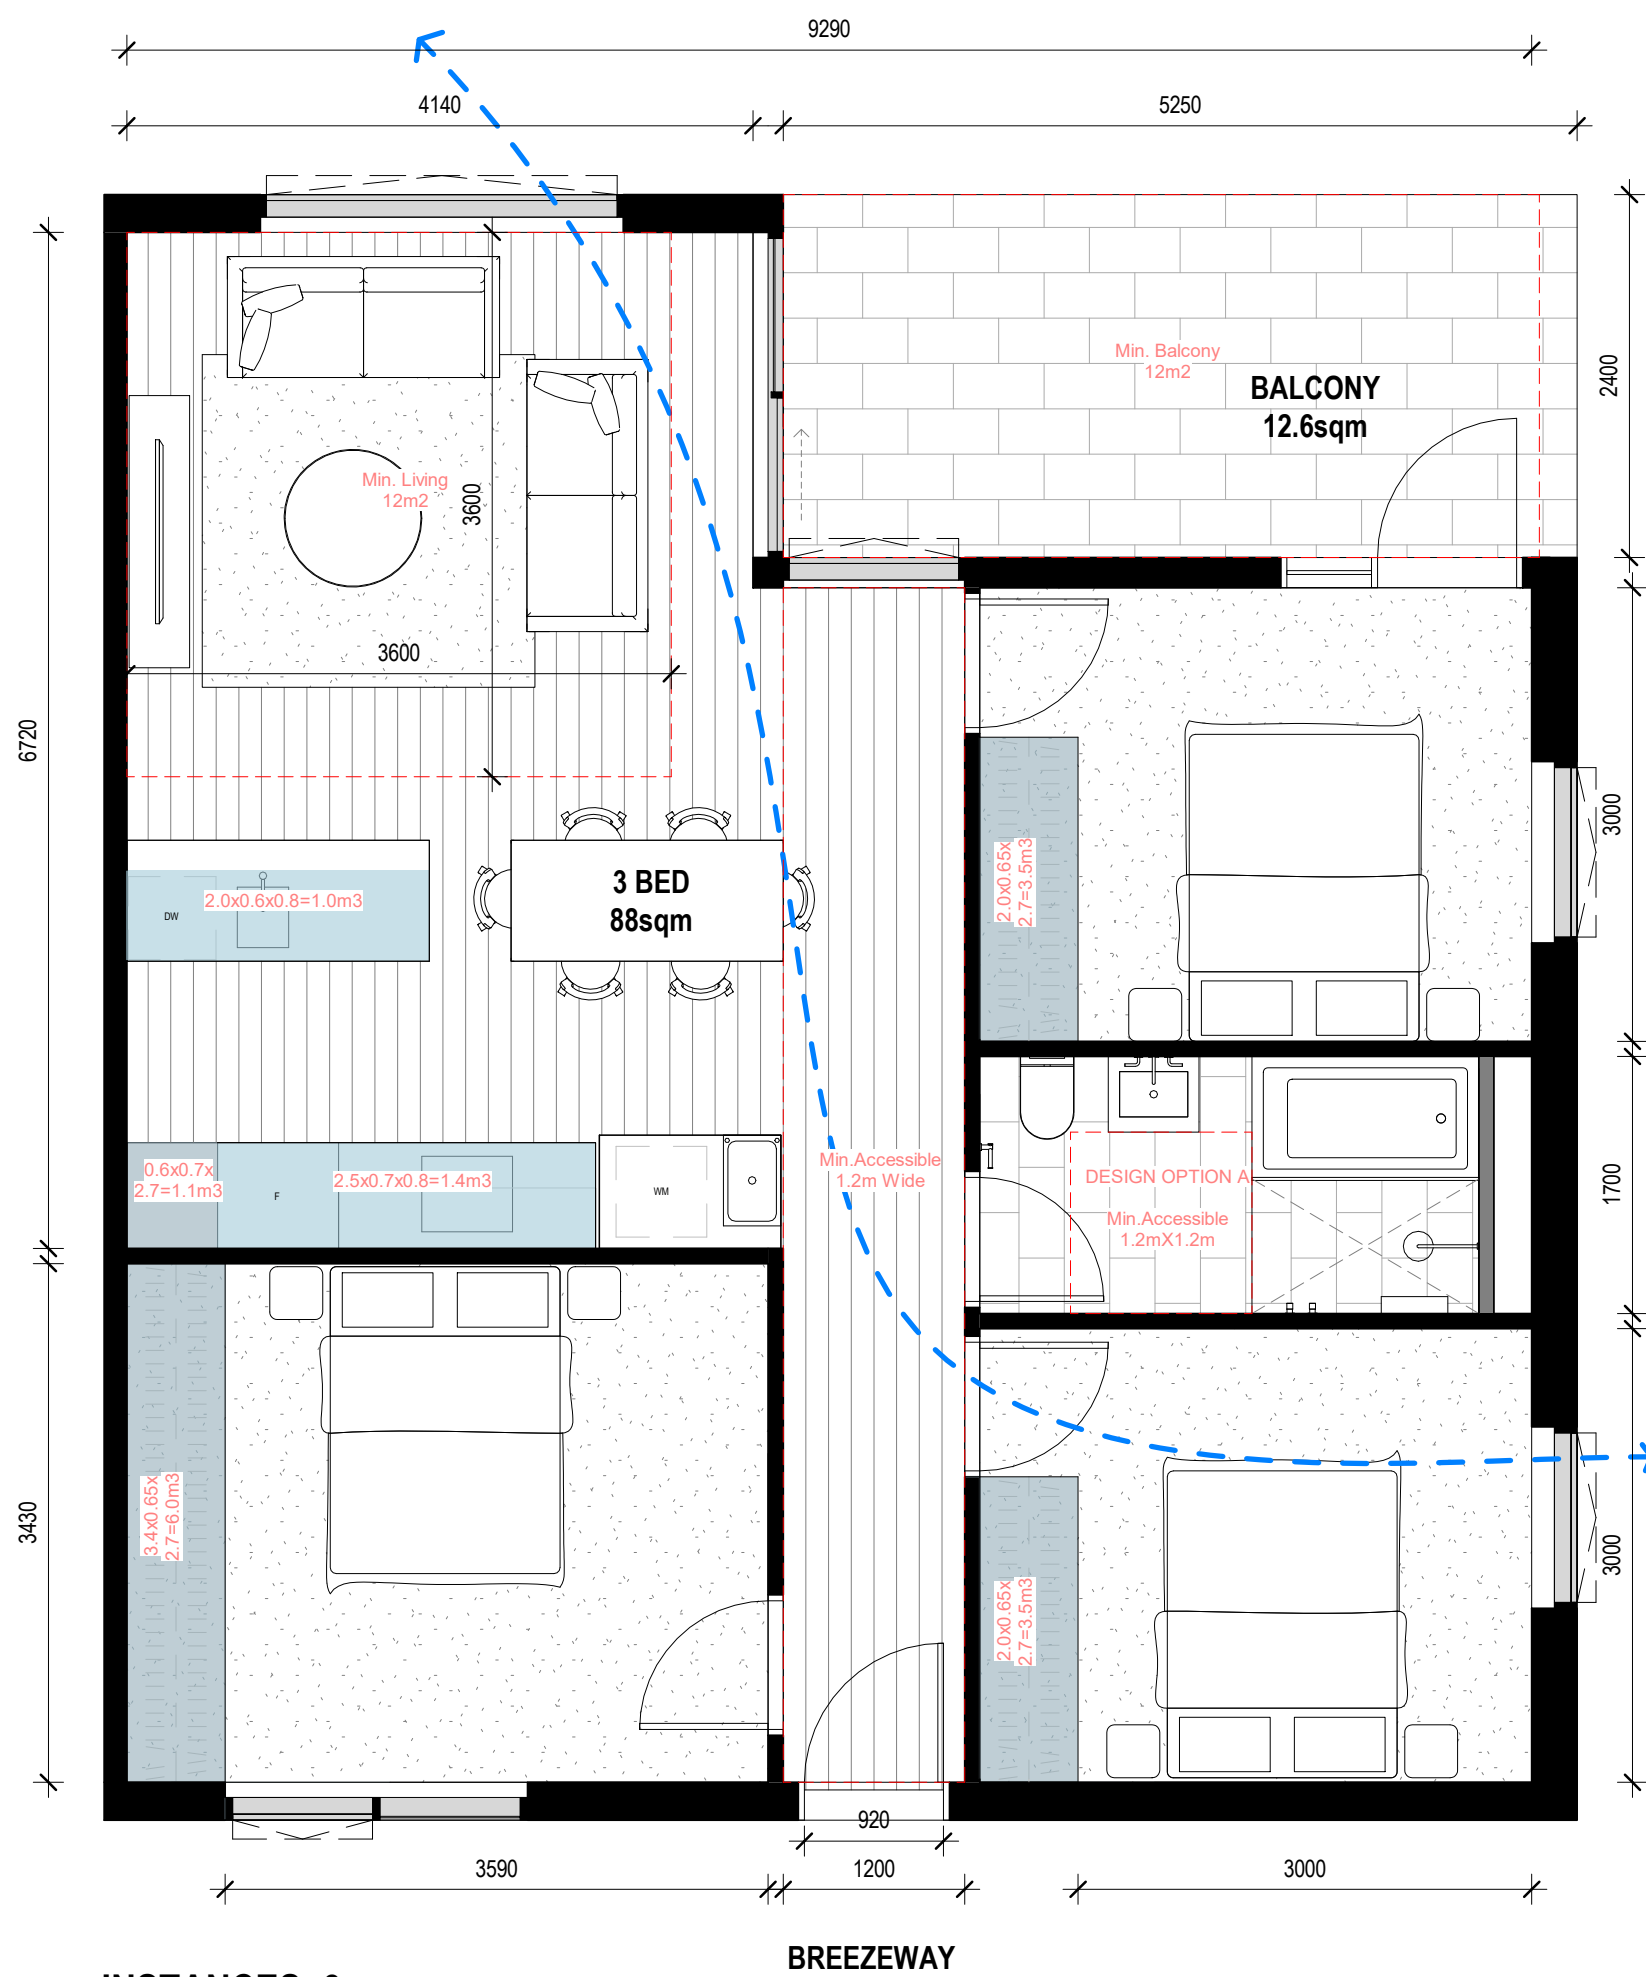 9290
4140
5250
2400
Min. Balcony
12m2
BALCONY
12.6sqm
Min. Living
12m2
3600
3600
6720
3000
2.0x0.65x
2.7=3.5m3
3 BED
88sqm
2.0x0.6x0.8=1.0m3
DW
0.6x0.7x
2.7=1.1m3
F
2.5x0.7x0.8=1.4m3
WM
Min.Accessible
1.2m Wide
DESIGN OPTION A
Min.Accessible
1.2mX1.2m
1700
3430
3.4x0.65x
2.7=6.0m3
2.0x0.65x
2.7=3.5m3
3000
920
3590
1200
3000
BREEZEWAY